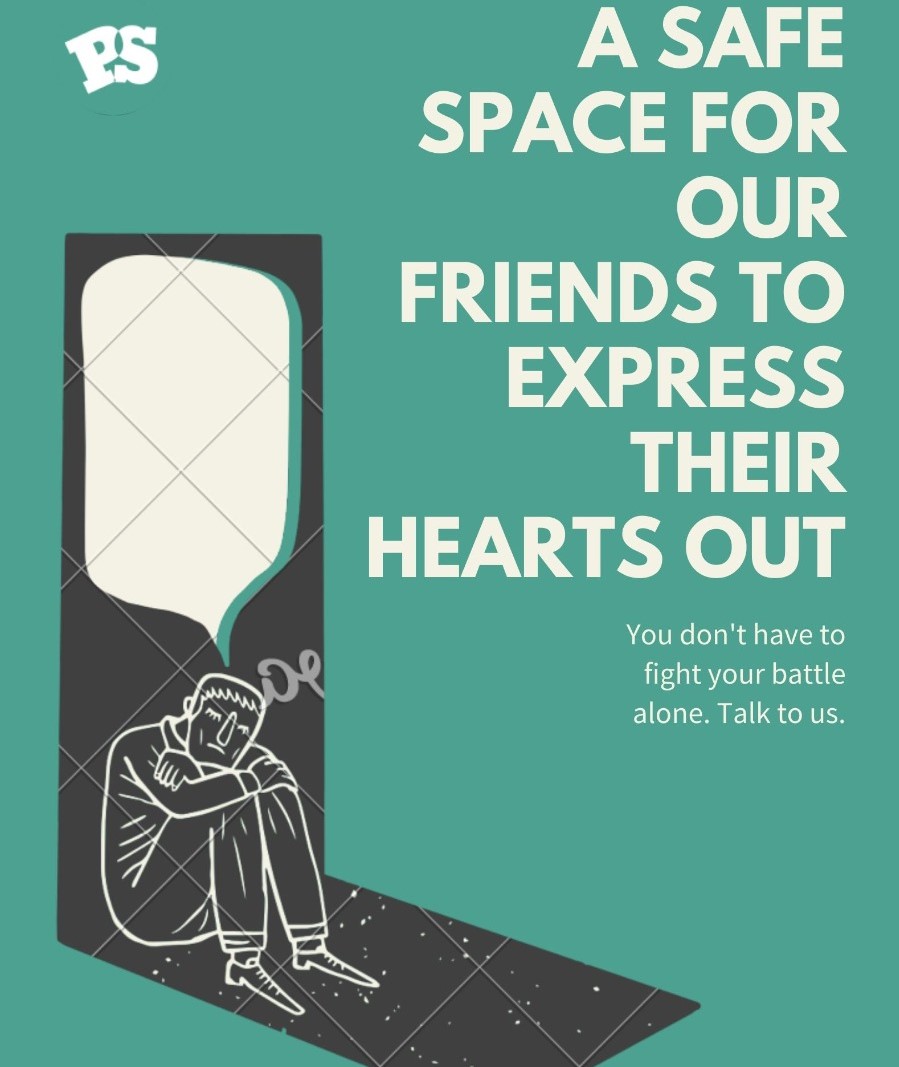 PS
A SAFE
SPACE FOR
OUR
FRIENDS TO
EXPRESS
THEIR
HEARTS OUT
You don't have to
fight your battle
alone. Talk to us.